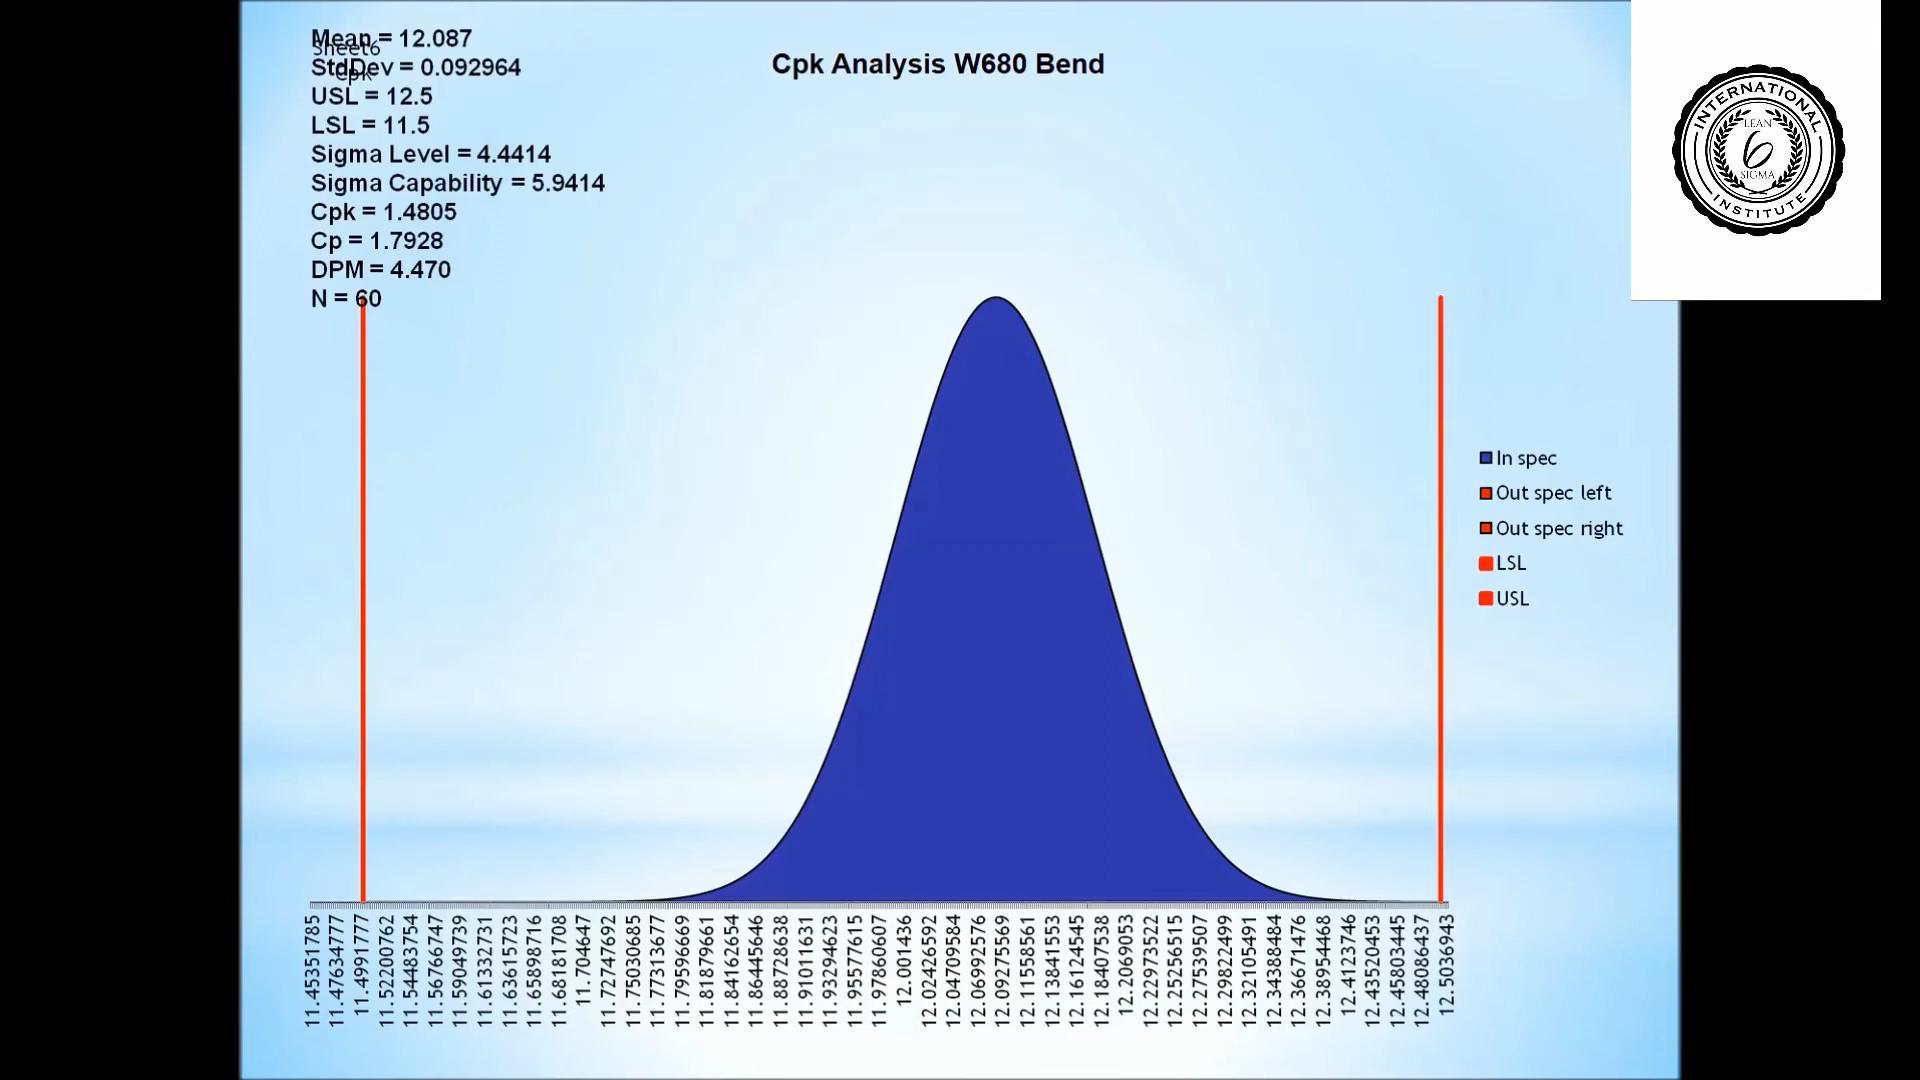 Mean = 12.087
Sheet6
StdDev = 0.092964
Cpk
USL = 12.5
LSL = 11.5
Sigma Level = 4.4414
Sigma Capability = 5.9414
Cpk = 1.4805
Cp = 1.7928
DPM = 4.470
N = 60
Cpk Analysis W680 Bend
INTERNATIONAL
LEAN
6
SIGMA
INSTITUTE
In spec
Out spec left
Out spec right
LSL
USL
11.45351785
11.47634777
11.4991777
11.52200762
11.54483754
11.56766747
11.59049739
11.61332731
11.63615723
11.65898716
11.68181708
11.704647
11.72747692
11.75030685
11.77313677
11.79596669
11.81879661
11.84162654
11.86445646
11.88728638
11.91011631
11.93294623
11.95577615
11.97860607
12.001436
12.02426592
12.04709584
12.06992576
12.09275569
12.11558561
12.13841553
12.16124545
12.18407538
12.2069053
12.22973522
12.25256515
12.27539507
12.29822499
12.32105491
12.34388484
12.36671476
12.38954468
12.4123746
12.43520453
12.45803445
12.48086437
12.5036943